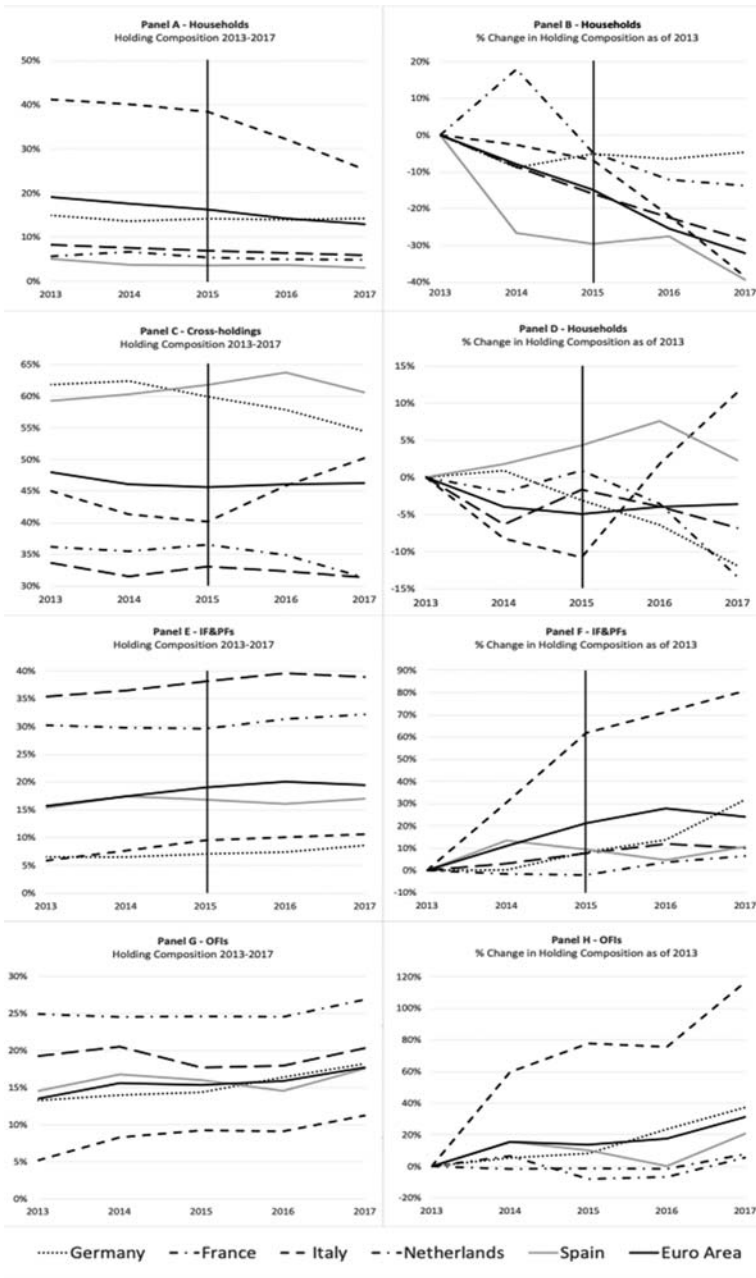 Panel A - Households
Holding Composition 2013-2017
50%
40%
30%
20%
10%
0%
2013 2014 2015 2016 2017
Panel B - Households
% Change in Holding Composition as of 2013
20%
10%
0%
-10%
-20%
-30%
-40%
2013 2014 2015 2016 2017
Panel C - Cross-holdings
Holding Composition 2013-2017
65%
60%
55%
50%
45%
40%
35%
30%
2013 2014 2015 2016 2017
Panel D - Households
% Change in Holding Composition as of 2013
15%
10%
5%
0%
-5%
-10%
-15%
2013 2014 2015 2016 2017
Panel E - IF&PFs
Holding Composition 2013-2017
40%
35%
30%
25%
20%
15%
10%
5%
0%
2013 2014 2015 2016 2017
Panel F - IF&PFs
% Change in Holding Composition as of 2013
90%
80%
70%
60%
50%
40%
30%
20%
10%
0%
-10%
2013 2014 2015 2016 2017
Panel G - OFIs
Holding Composition 2013-2017
30%
25%
20%
15%
10%
5%
0%
2013 2014 2015 2016 2017
Panel H - OFIs
% Change in Holding Composition as of 2013
120%
100%
80%
60%
40%
20%
0%
-20%
2013 2014 2015 2016 2017
Germany France Italy Netherlands Spain Euro Area